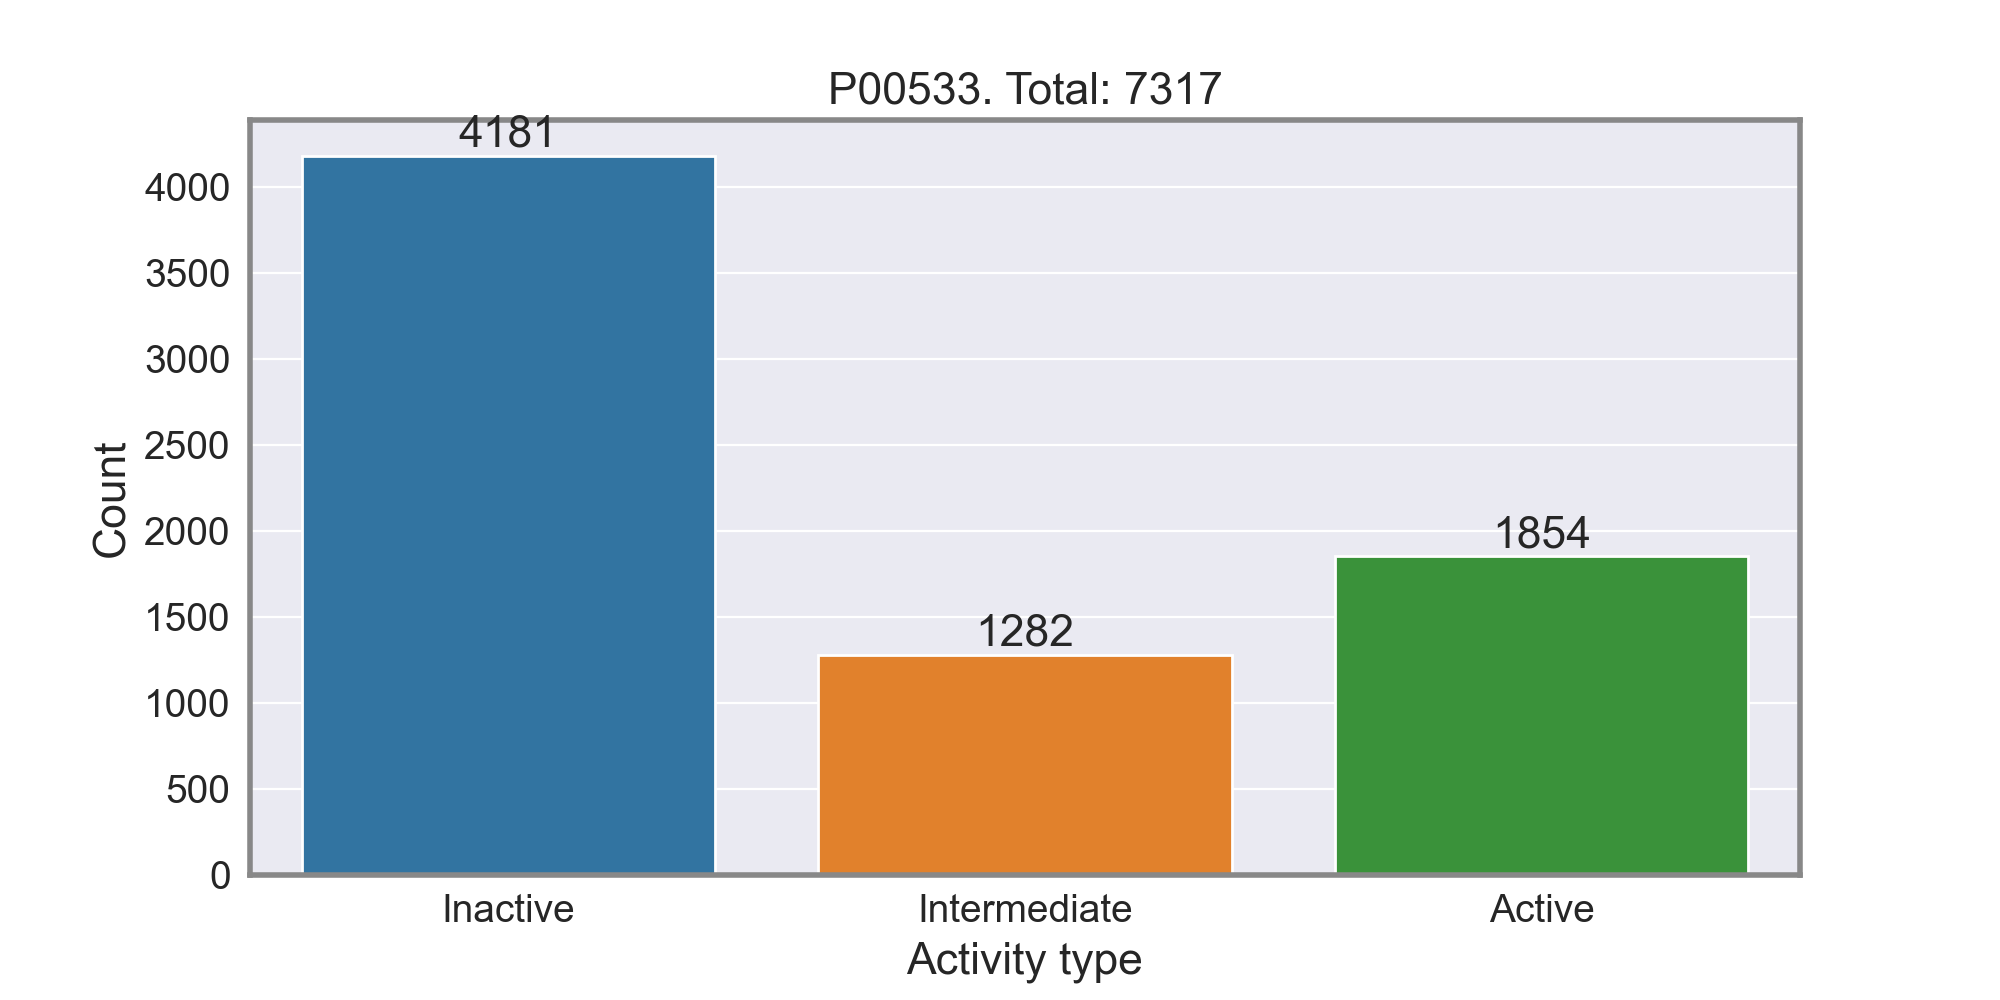 P00533. Total: 7317
4181
4000
3500
3000
2500
2000
1500
1000
500
0
Count
1282
1854
Inactive
Intermediate
Active
Activity type